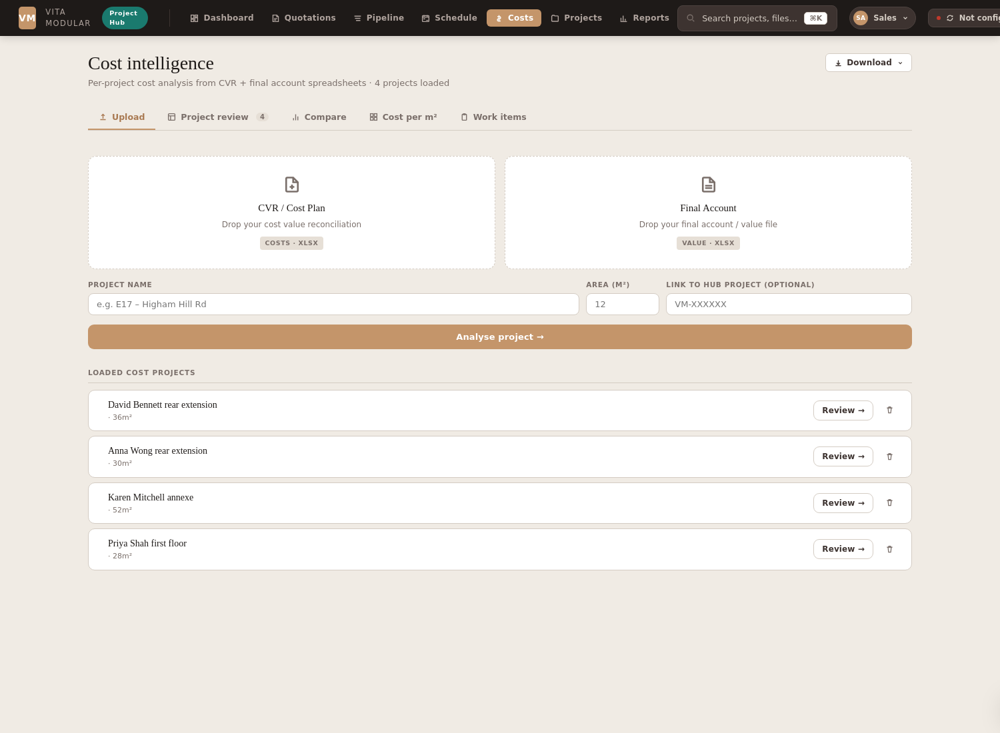 VM
VITA
MODULAR
Project
Hub
Dashboard
Quotations
Pipeline
Schedule
Costs
Projects
Reports
Search projects, files...
⌘K
SA
Sales
Not config
Cost intelligence
Download
Per-project cost analysis from CVR + final account spreadsheets · 4 projects loaded
Upload
Project review 4
Compare
Cost per m²
Work items
CVR / Cost Plan
Drop your cost value reconciliation
COSTS · XLSX
Final Account
Drop your final account / value file
VALUE · XLSX
PROJECT NAME
e.g. E17 – Higham Hill Rd
AREA (M²)
12
LINK TO HUB PROJECT (OPTIONAL)
VM-XXXXXX
Analyse project →
LOADED COST PROJECTS
David Bennett rear extension
· 36m²
Review →
Anna Wong rear extension
· 30m²
Review →
Karen Mitchell annexe
· 52m²
Review →
Priya Shah first floor
· 28m²
Review →